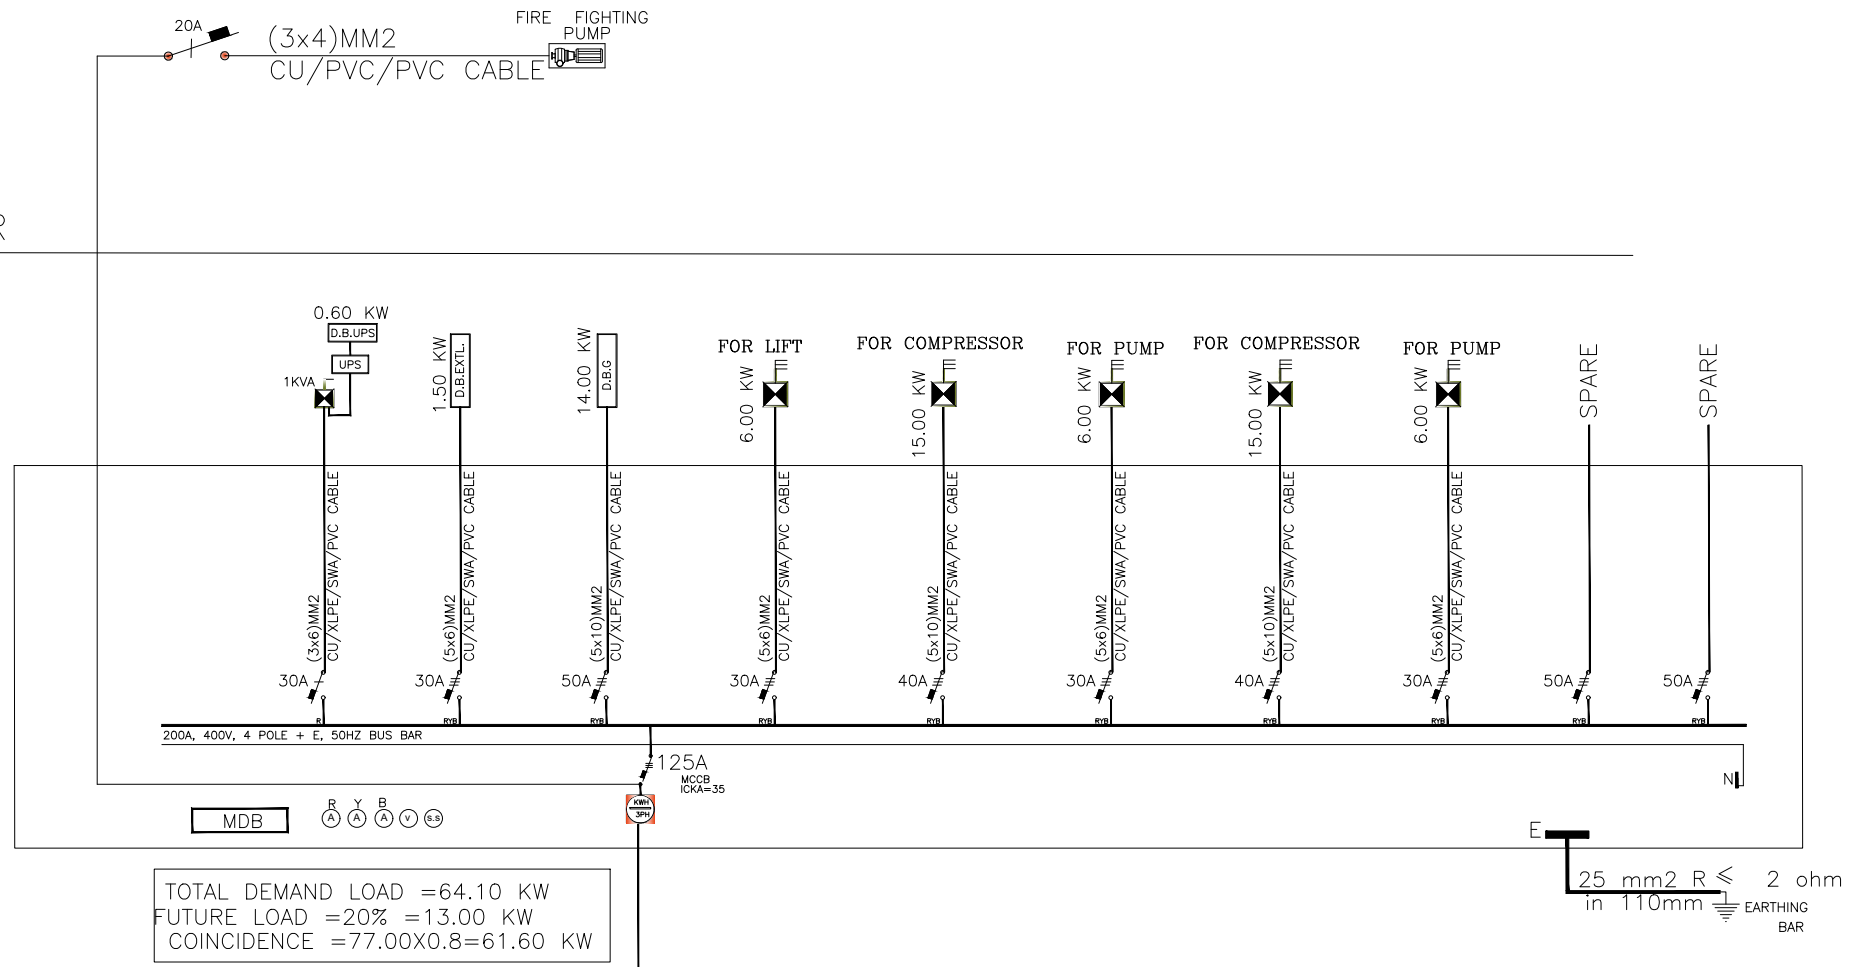 FIRE FIGHTING
PUMP
20A
(3x4)MM2
CU/PVC/PVC CABLE
0.60 KW
D.B.UPS
UPS
1KVA
1.50 KW
D.B.EXTL.
14.00 KW
D.B.G
FOR LIFT
6.00 KW
FOR COMPRESSOR
15.00 KW
FOR PUMP
6.00 KW
FOR COMPRESSOR
15.00 KW
FOR PUMP
6.00 KW
SPARE
SPARE
(3x6)MM2
CU/XLPE/SWA/PVC CABLE
(5x6)MM2
CU/XLPE/SWA/PVC CABLE
(5x10)MM2
CU/XLPE/SWA/PVC CABLE
(5x6)MM2
CU/XLPE/SWA/PVC CABLE
(5x10)MM2
CU/XLPE/SWA/PVC CABLE
(5x6)MM2
CU/XLPE/SWA/PVC CABLE
(5x10)MM2
CU/XLPE/SWA/PVC CABLE
(5x6)MM2
CU/XLPE/SWA/PVC CABLE
30A
30A
50A
30A
40A
30A
40A
30A
50A
50A
R
RYB
RYB
RYB
RYB
RYB
RYB
RYB
RYB
RYB
200A, 400V, 4 POLE + E, 50HZ BUS BAR
125A
MCCB
ICKA=35
N
KWH
3PH
MDB
R Y B
A A A V S.S
E
25 mm2 R ≤ 2 ohm
in 110mm
EARTHING
BAR
TOTAL DEMAND LOAD =64.10 KW
FUTURE LOAD =20% =13.00 KW
COINCIDENCE =77.00X0.8=61.60 KW